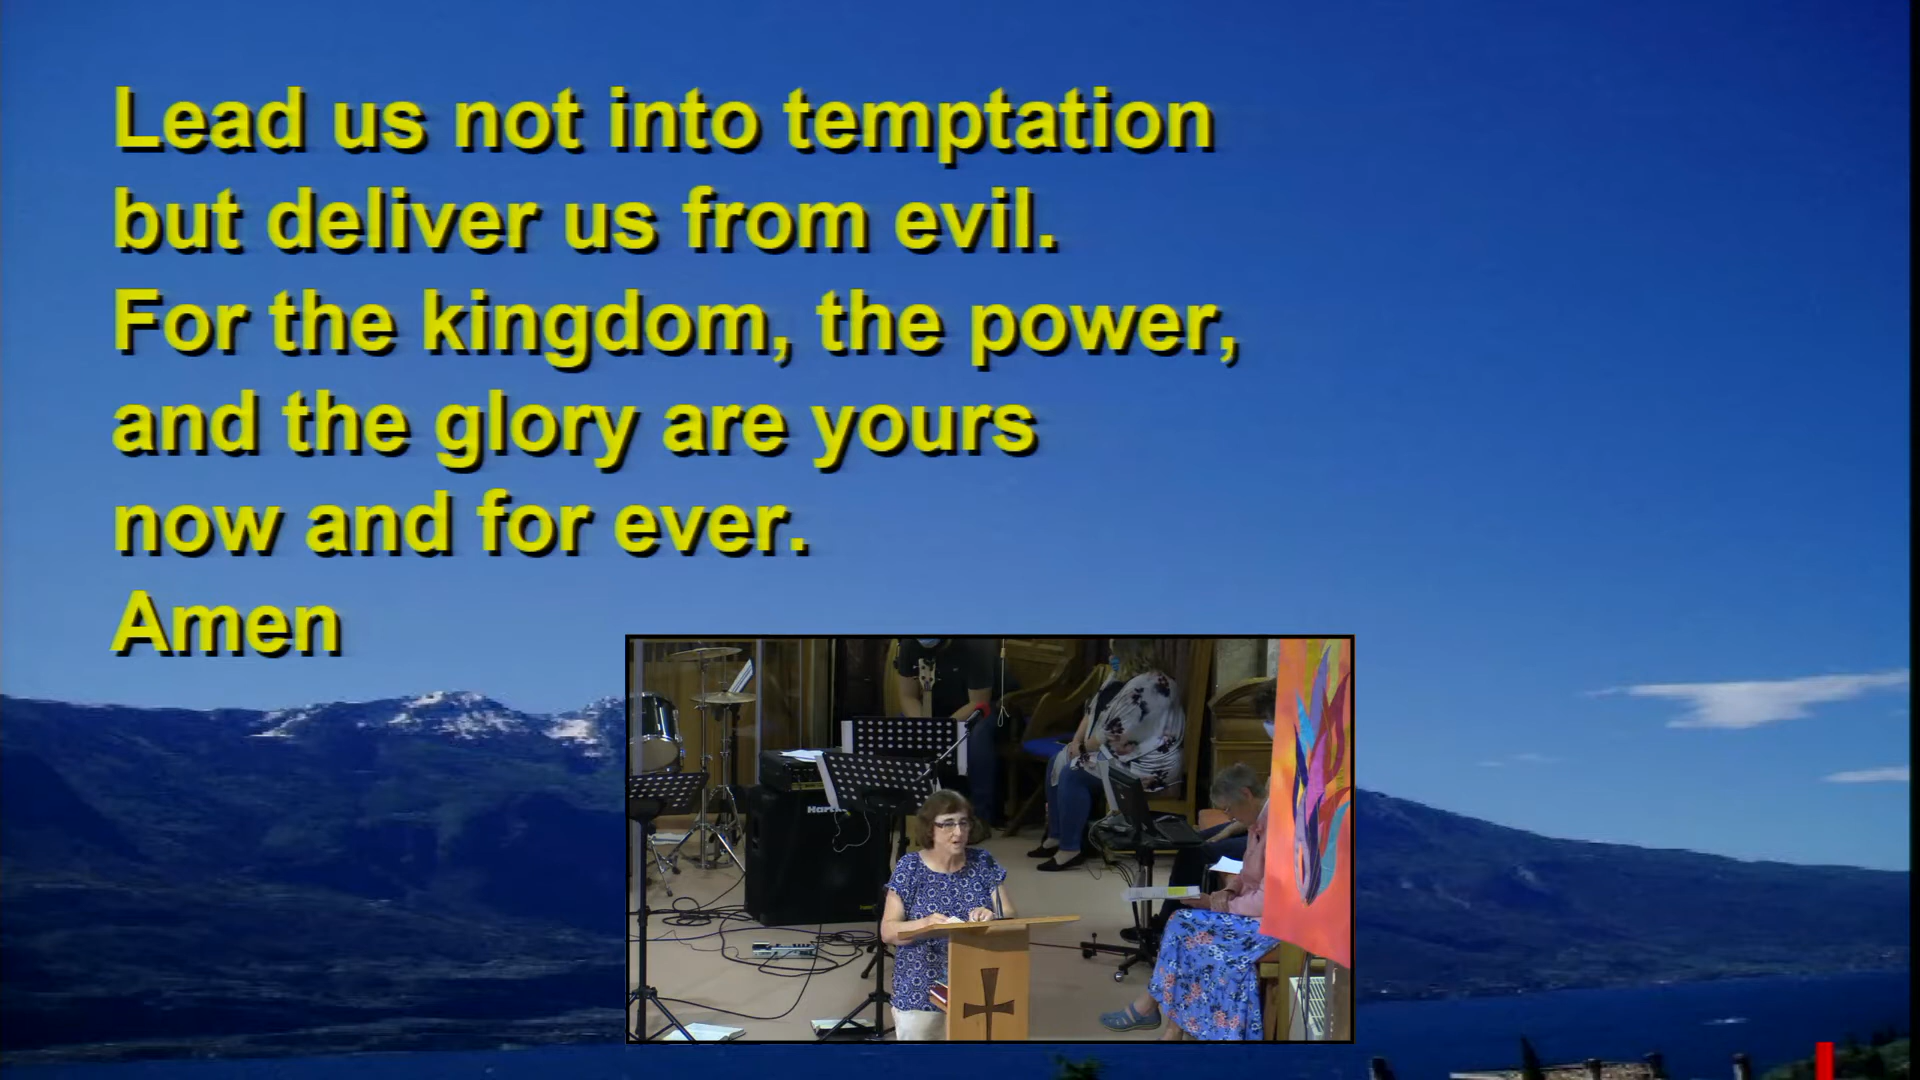 Lead us not into temptation
but deliver us from evil.
For the kingdom, the power,
and the glory are yours
now and for ever.
Amen